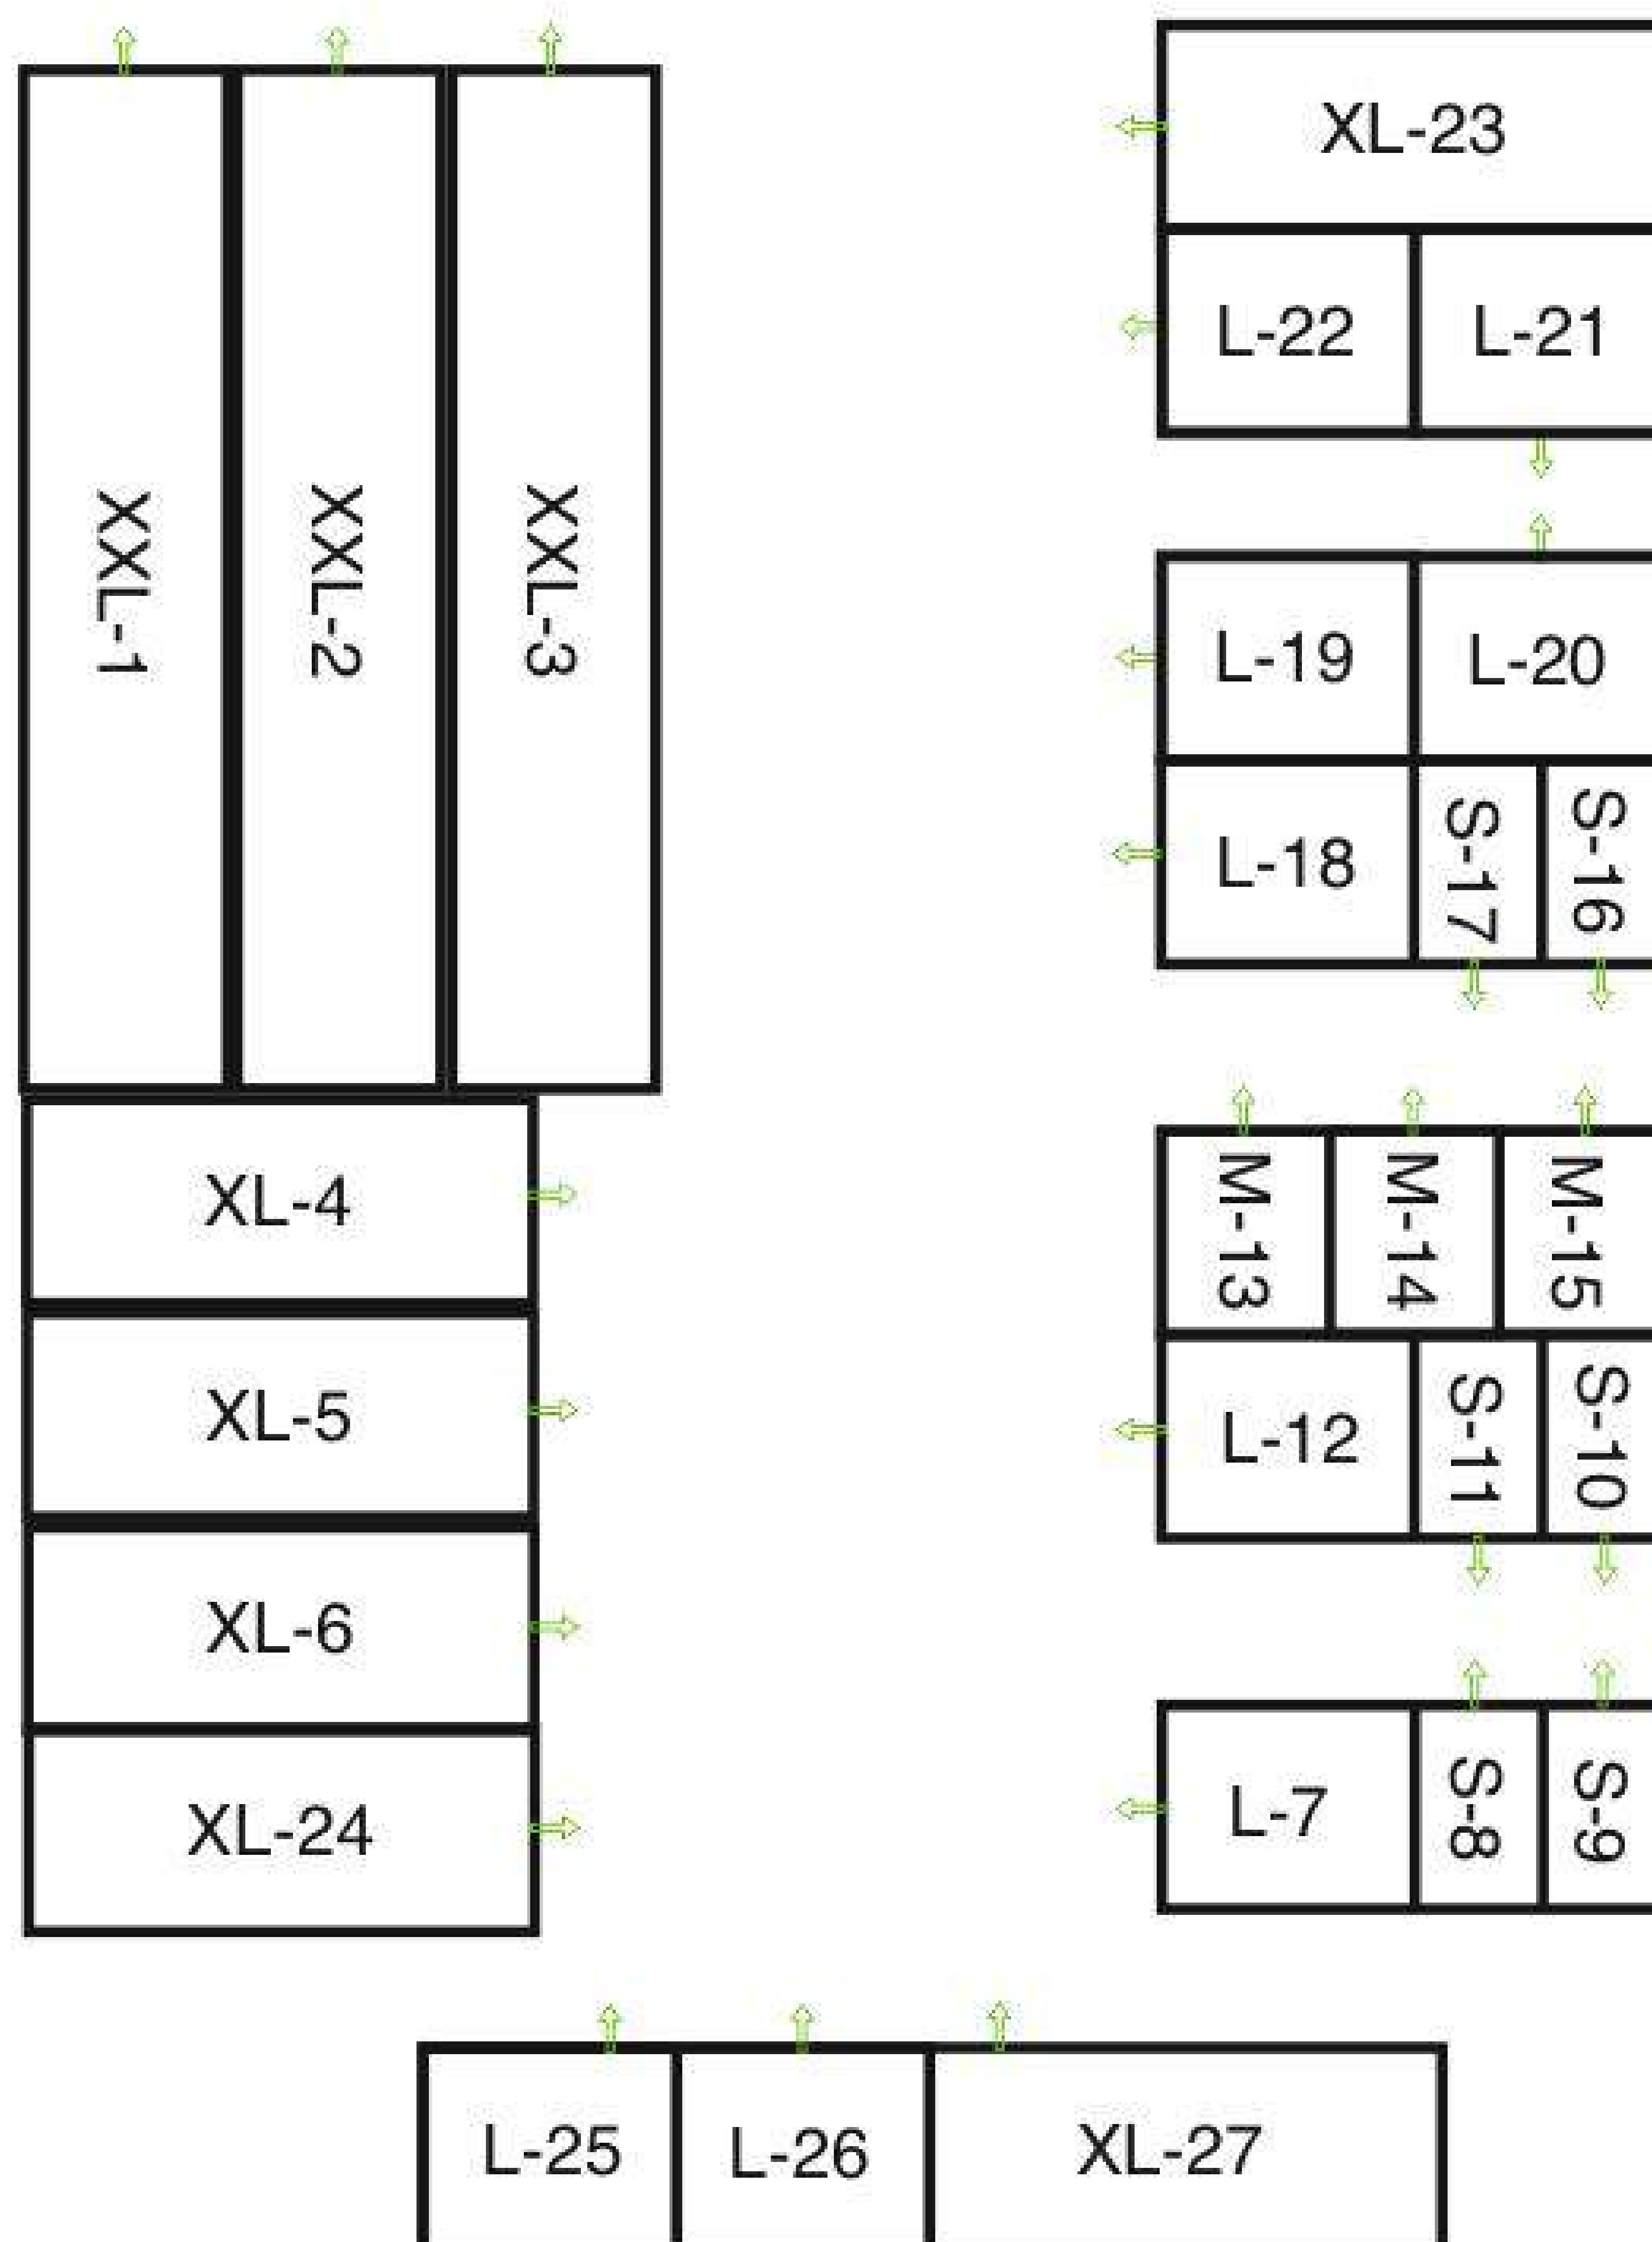 XXL-1
XXL-2
XXL-3
XL-4
XL-5
XL-6
XL-24
XL-23
L-22
L-21
L-19
L-20
L-18
S-17
S-16
M-13
M-14
M-15
L-12
S-11
S-10
L-7
S-8
S-9
L-25
L-26
XL-27